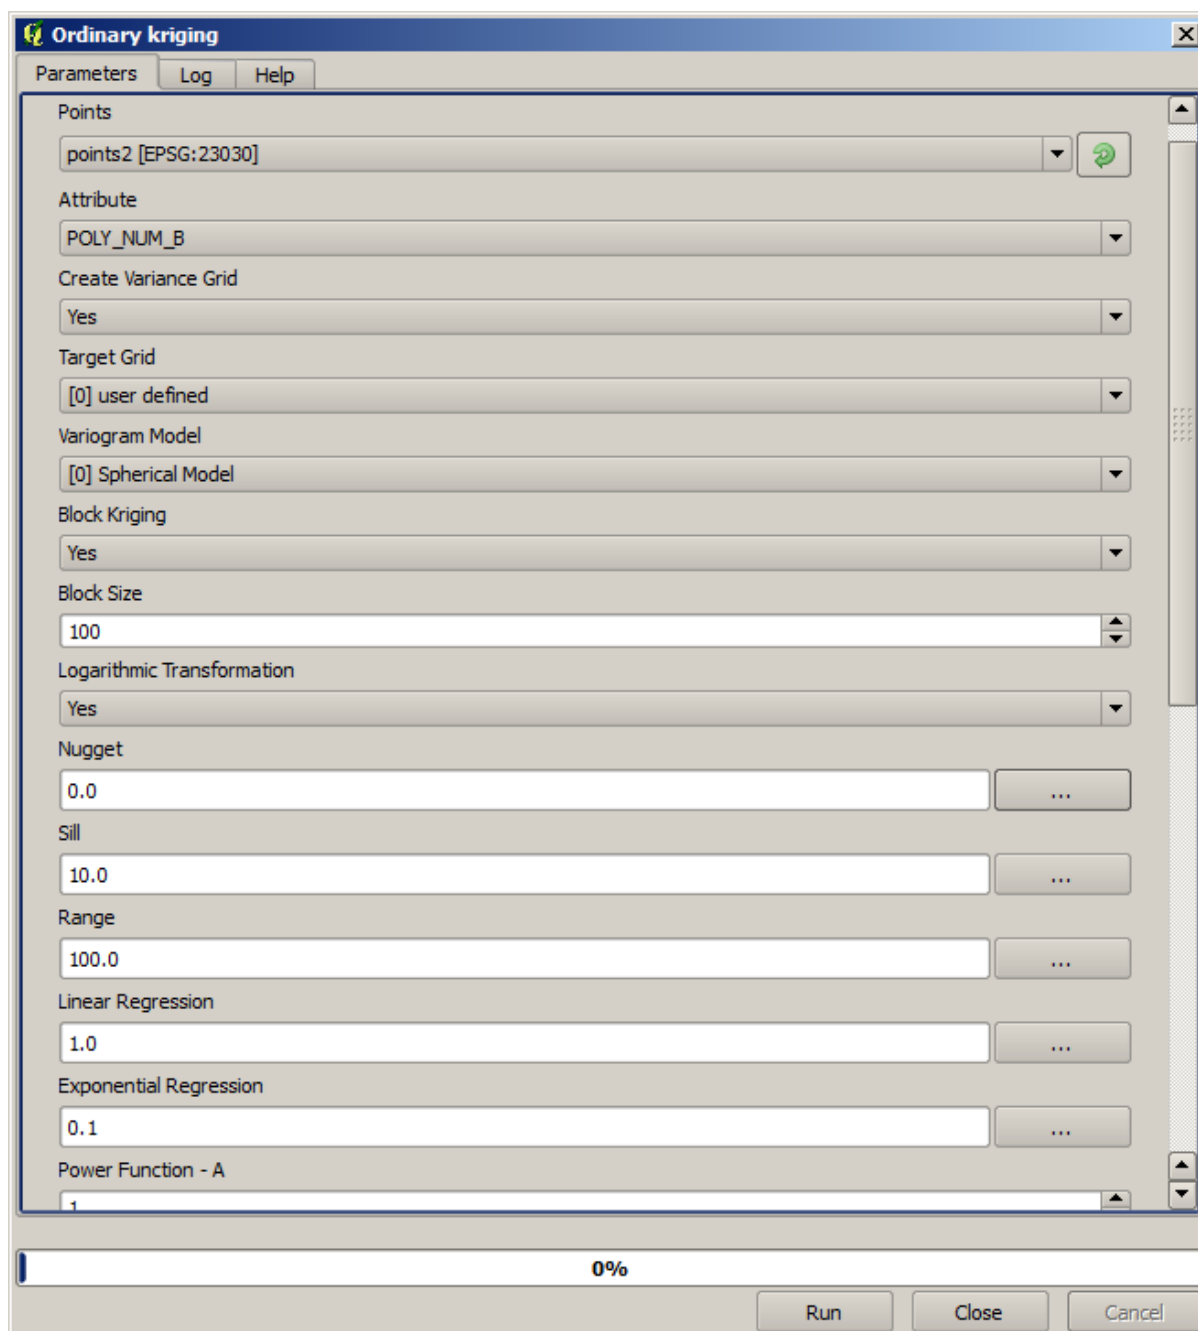 Ordinary kriging
Parameters Log Help
Points
points2 [EPSG:23030]
Attribute
POLY_NUM_B
Create Variance Grid
Yes
Target Grid
[0] user defined
Variogram Model
[0] Spherical Model
Block Kriging
Yes
Block Size
100
Logarithmic Transformation
Yes
Nugget
0.0 ...
Sill
10.0 ...
Range
100.0 ...
Linear Regression
1.0 ...
Exponential Regression
0.1 ...
Power Function - A
1
0%
Run Close Cancel